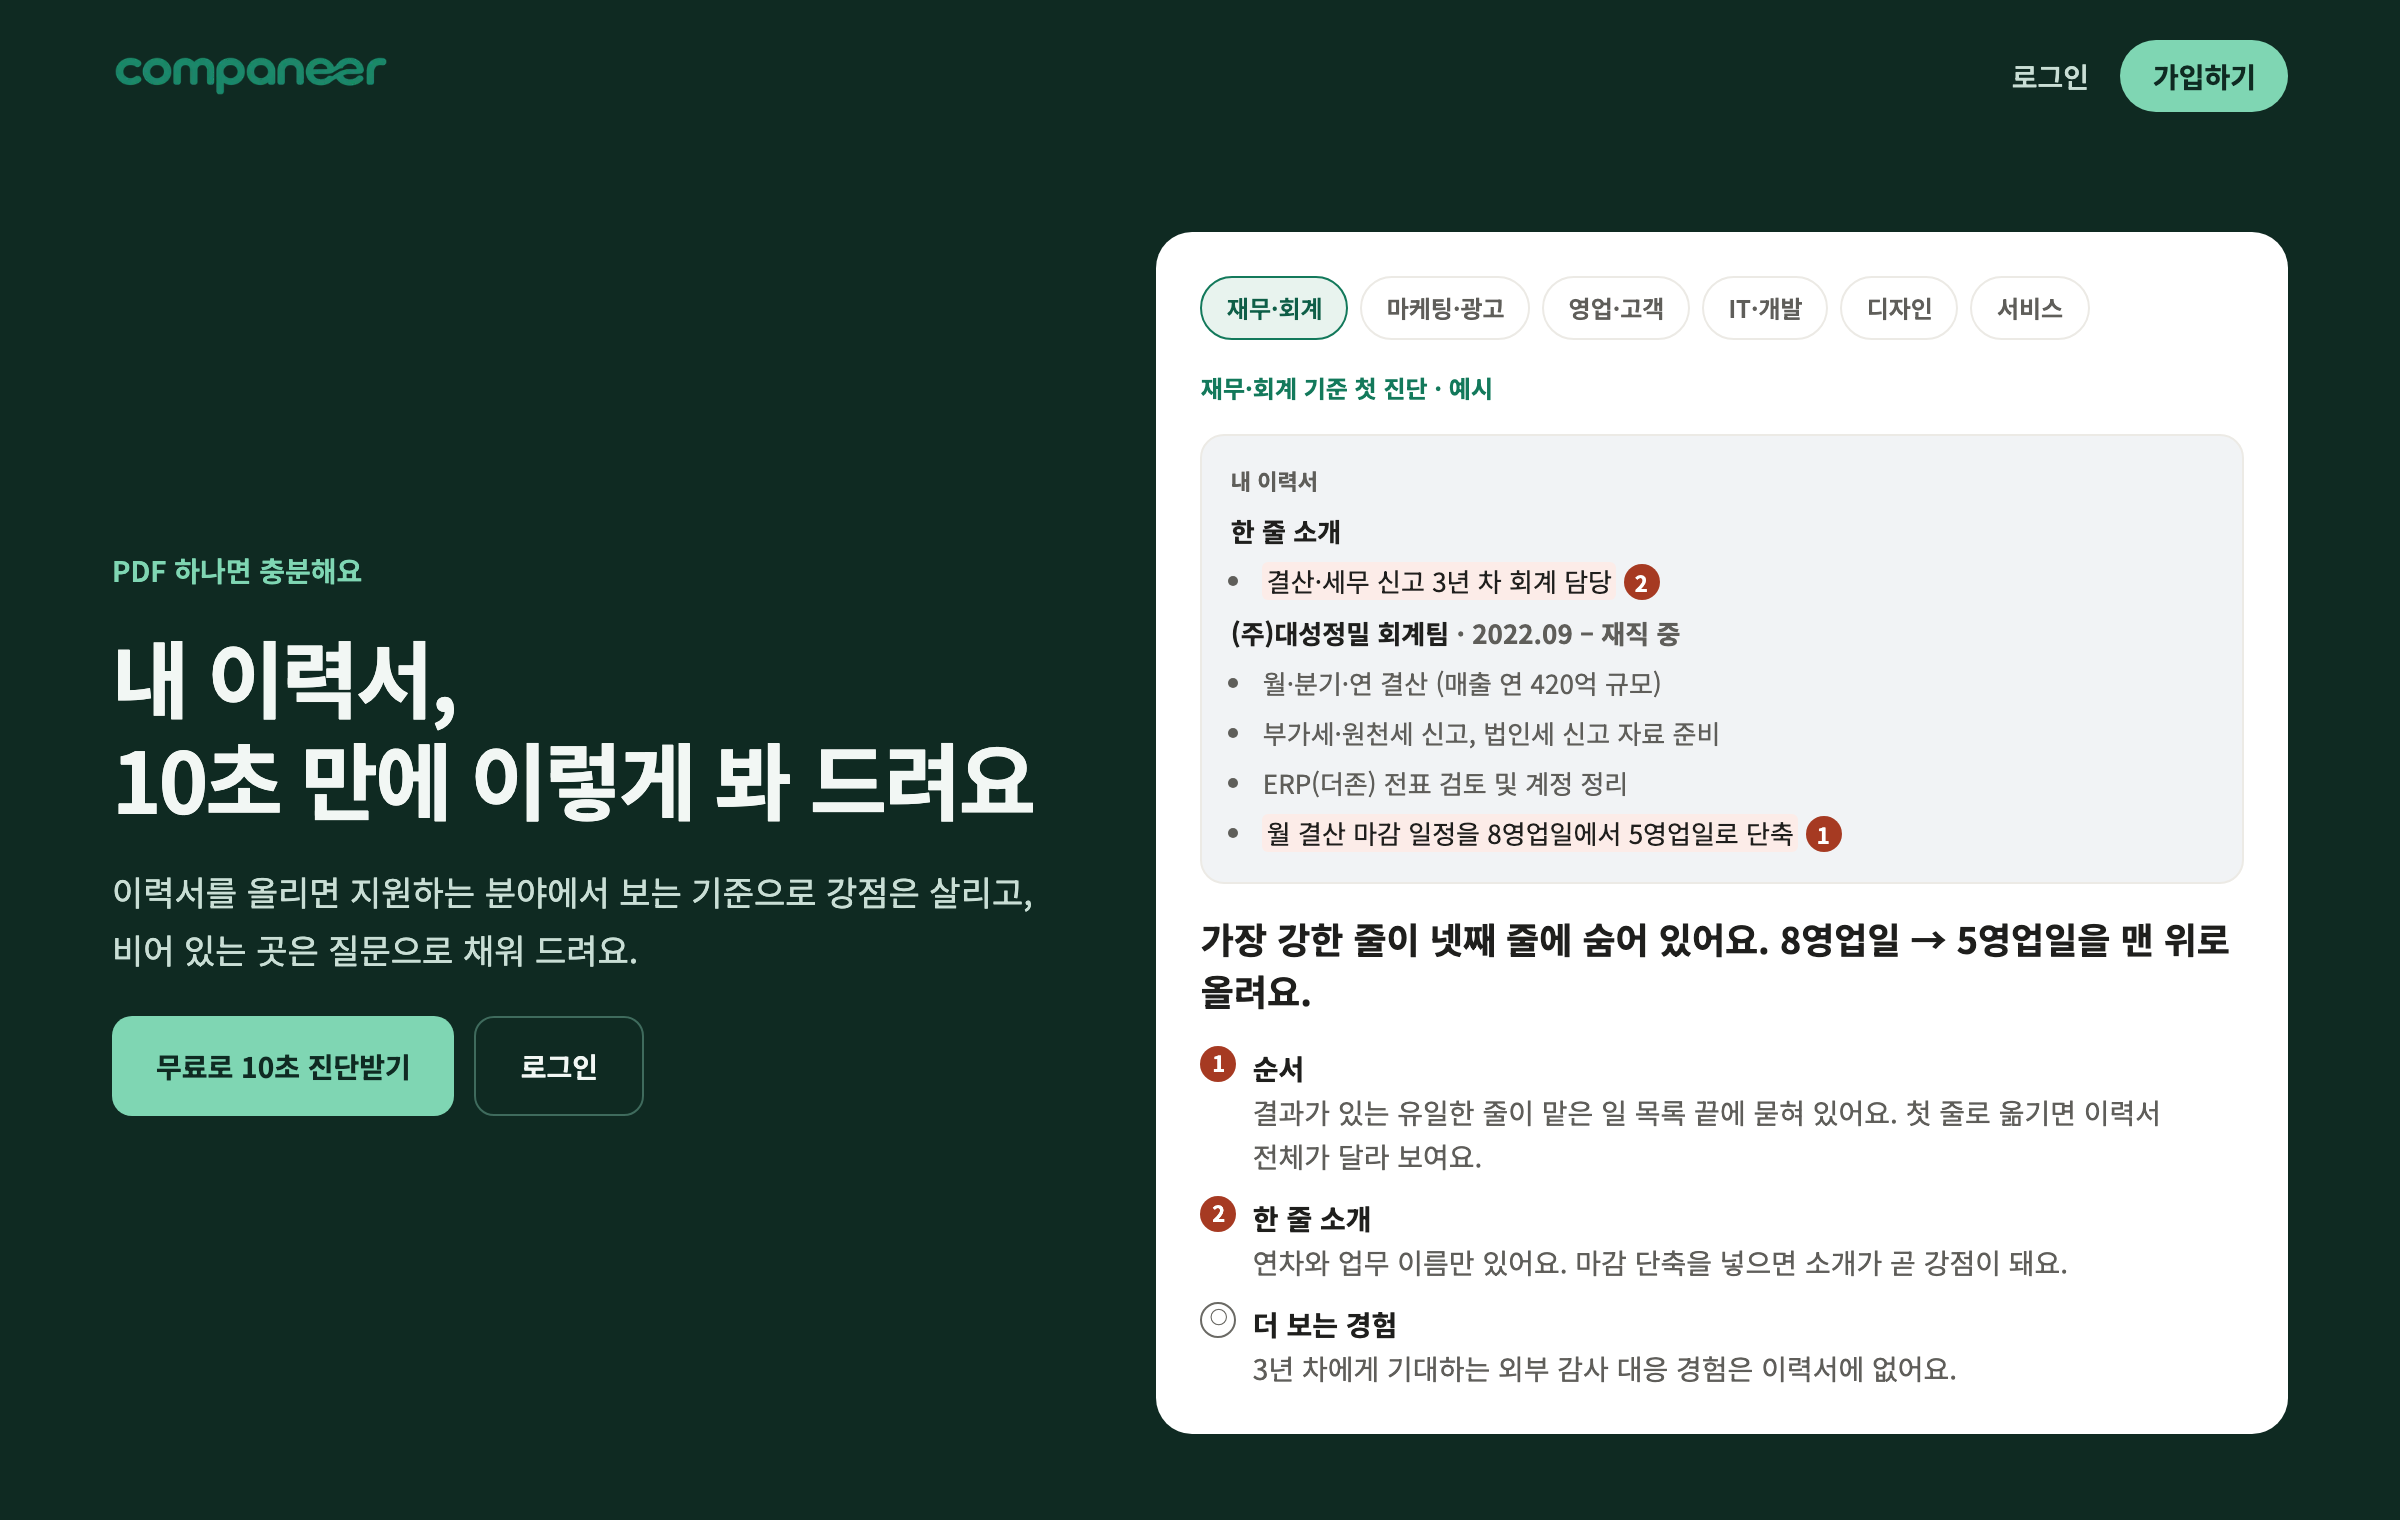 companeer
로그인
가입하기
PDF 하나면 충분해요
내 이력서,
10초 만에 이렇게 봐 드려요
이력서를 올리면 지원하는 분야에서 보는 기준으로 강점은 살리고,
비어 있는 곳은 질문으로 채워 드려요.
무료로 10초 진단받기
로그인
재무·회계
마케팅·광고
영업·고객
IT·개발
디자인
서비스
재무·회계 기준 첫 진단 · 예시
내 이력서
한 줄 소개
결산·세무 신고 3년 차 회계 담당 2
(주)대성정밀 회계팀 · 2022.09 – 재직 중
월·분기·연 결산 (매출 연 420억 규모)
부가세·원천세 신고, 법인세 신고 자료 준비
ERP(더존) 전표 검토 및 계정 정리
월 결산 마감 일정을 8영업일에서 5영업일로 단축 1
가장 강한 줄이 넷째 줄에 숨어 있어요. 8영업일 → 5영업일을 맨 위로
올려요.
1 순서
결과가 있는 유일한 줄이 맡은 일 목록 끝에 묻혀 있어요. 첫 줄로 옮기면 이력서
전체가 달라 보여요.
2 한 줄 소개
연차와 업무 이름만 있어요. 마감 단축을 넣으면 소개가 곧 강점이 돼요.
○ 더 보는 경험
3년 차에게 기대하는 외부 감사 대응 경험은 이력서에 없어요.